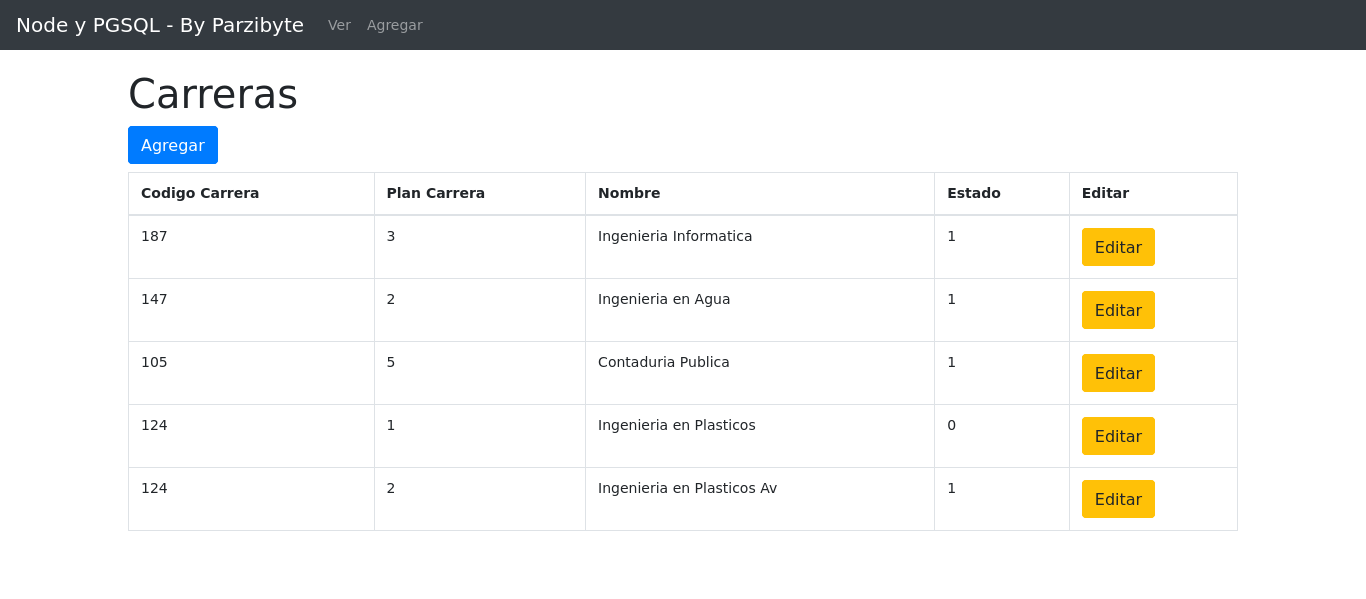 Node y PGSQL - By Parzibyte Ver Agregar
Carreras
Agregar
Codigo Carrera Plan Carrera Nombre Estado Editar
187 3 Ingenieria Informatica 1 Editar
147 2 Ingenieria en Agua 1 Editar
105 5 Contaduria Publica 1 Editar
124 1 Ingenieria en Plasticos 0 Editar
124 2 Ingenieria en Plasticos Av 1 Editar